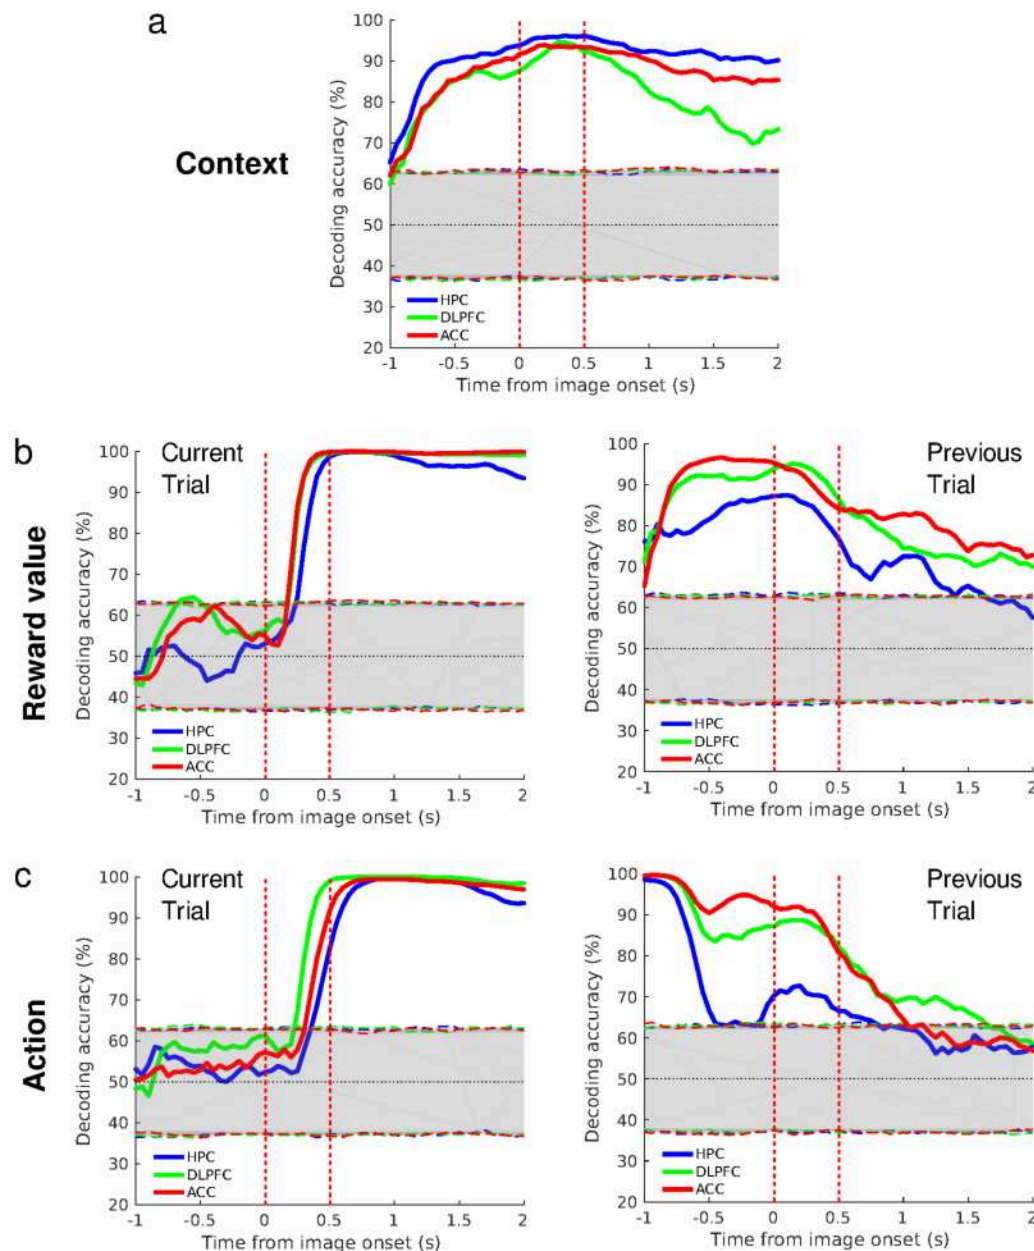 a
Context
Decoding accuracy (%)
100
90
80
70
60
50
40
30
20
HPC
DLPFC
ACC
-1 -0.5 0 0.5 1 1.5 2
Time from image onset (s)
b
Reward value
Current
Trial
Decoding accuracy (%)
100
90
80
70
60
50
40
30
20
HPC
DLPFC
ACC
-1 -0.5 0 0.5 1 1.5 2
Time from image onset (s)
Previous
Trial
Decoding accuracy (%)
100
90
80
70
60
50
40
30
20
HPC
DLPFC
ACC
-1 -0.5 0 0.5 1 1.5 2
Time from image onset (s)
c
Action
Current
Trial
Decoding accuracy (%)
100
90
80
70
60
50
40
30
20
HPC
DLPFC
ACC
-1 -0.5 0 0.5 1 1.5 2
Time from image onset (s)
Previous
Trial
Decoding accuracy (%)
100
90
80
70
60
50
40
30
20
HPC
DLPFC
ACC
-1 -0.5 0 0.5 1 1.5 2
Time from image onset (s)